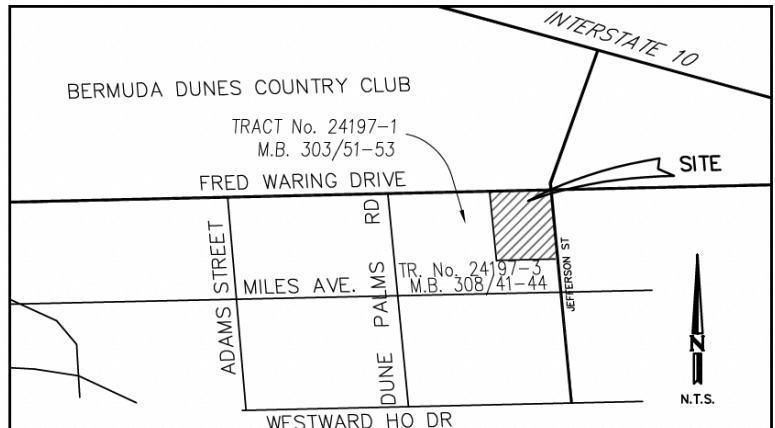 INTERSTATE 10
BERMUDA DUNES COUNTRY CLUB
TRACT No. 24197-1
M.B. 303/51-53
SITE
FRED WARING DRIVE
ADAMS STREET
DUNE PALMS RD
TR. No. 24197-3
M.B. 308/41-44
MILES AVE.
JEFFERSON ST
N
N.T.S.
WESTWARD HO DR